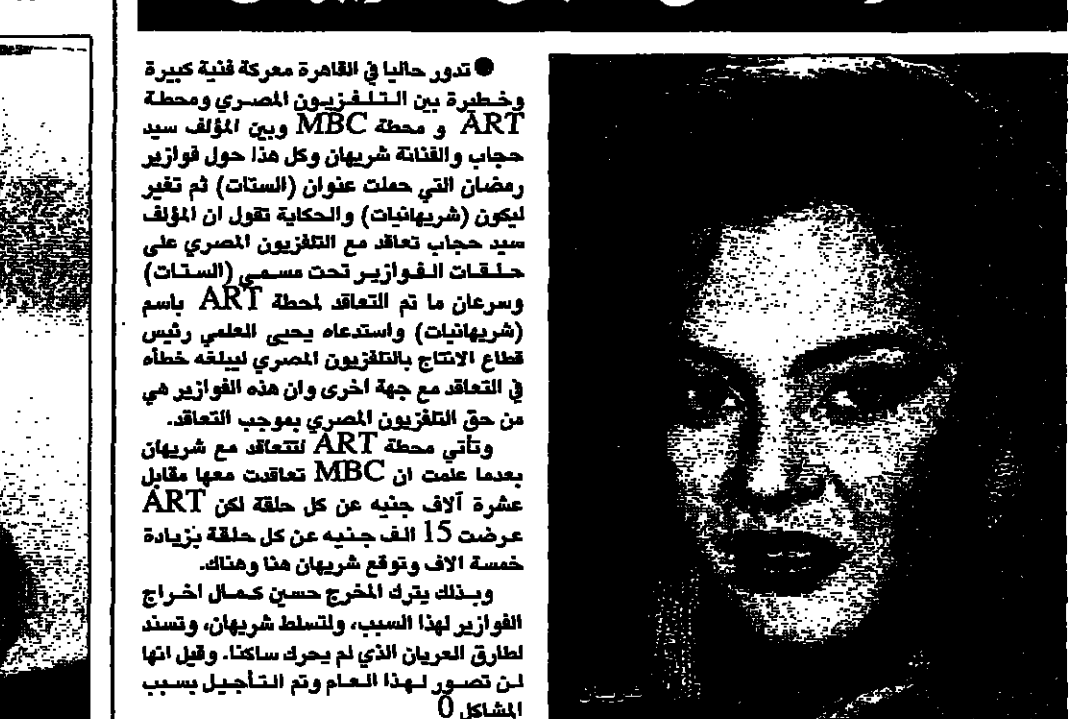 ● تدور حاليا في القاهرة معركة فنية كبيرة
وخطيرة بين التلفزيون المصري ومحطة
ART و محطة MBC وبين المؤلف سيد
حجاب والفنانة شريهان وكل هذا حول فوازير
رمضان التي حملت عنوان (الستات) ثم تغير
ليكون (شريهانيات) والحكاية تقول ان المؤلف
سيد حجاب تعاقد مع التلفزيون المصري على
حلقات الفوازير تحت مسمى (الستات)
وسرعان ما تم التعاقد لمحطة ART باسم
(شريهانيات) واستدعاه يحيى العلمي رئيس
قطاع الانتاج بالتلفزيون المصري ليبلغه خطأه
في التعاقد مع جهة اخرى وان هذه الفوازير هي
من حق التلفزيون المصري بموجب التعاقد.
وتأتي محطة ART لتتعاقد مع شريهان
بعدما علمت ان MBC تعاقدت معها مقابل
عشرة آلاف جنيه عن كل حلقة لكن ART
عرضت 15 الف جنيه عن كل حلقة بزيادة
خمسة الاف وتوقع شريهان هنا وهناك.
وبذلك يترك المخرج حسين كمال اخراج
الفوازير لهذا السبب، ولتسلط شريهان، وتسند
لطارق العريان الذي لم يحرك ساكنا. وقيل انها
لن تصور لهذا العام وتم التأجيل بسبب
المشاكل 0
شريهان